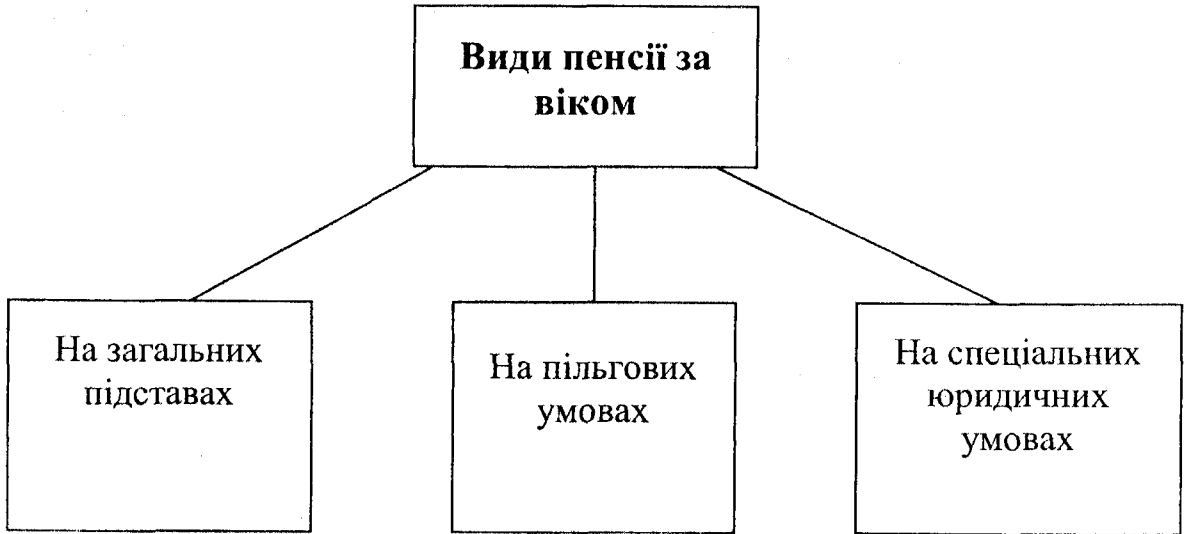 Види пенсії за
віком
На загальних
підставах
На пільгових
умовах
На спеціальних
юридичних
умовах